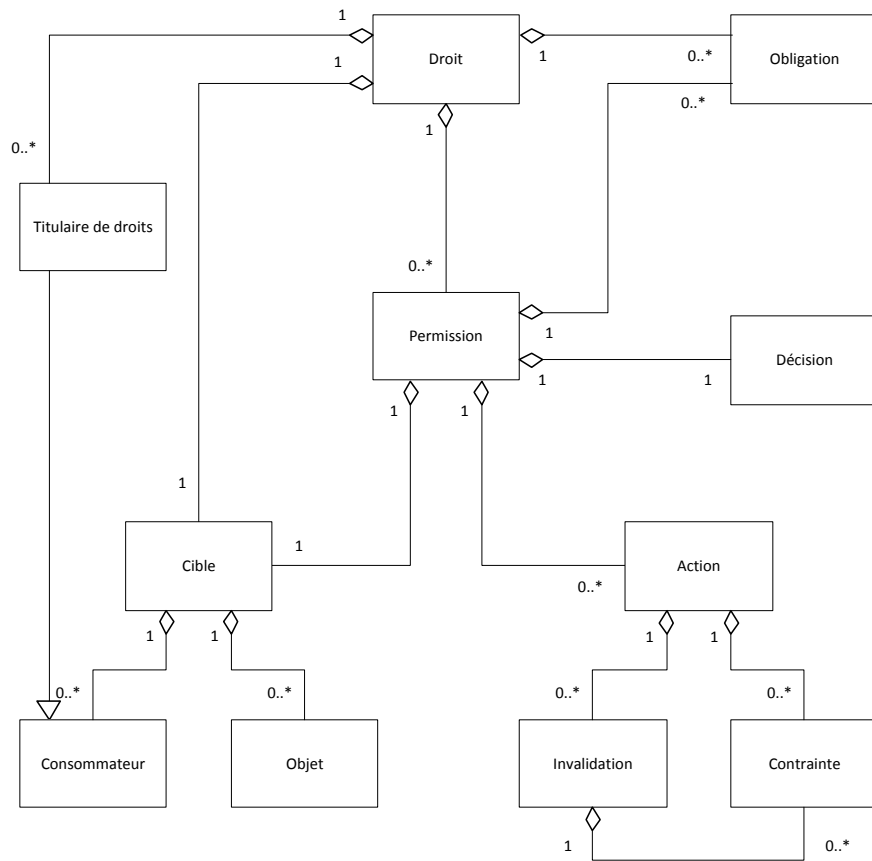 1
Droit
1
0..*
Obligation
1
0..*
1
0..*
Titulaire de droits
0..*
Permission
1
1
1
Décision
1
1
1
Cible
1
0..*
Action
1
1
1
1
0..*
0..*
0..*
0..*
Consommateur
Objet
Invalidation
Contrainte
1
0..*